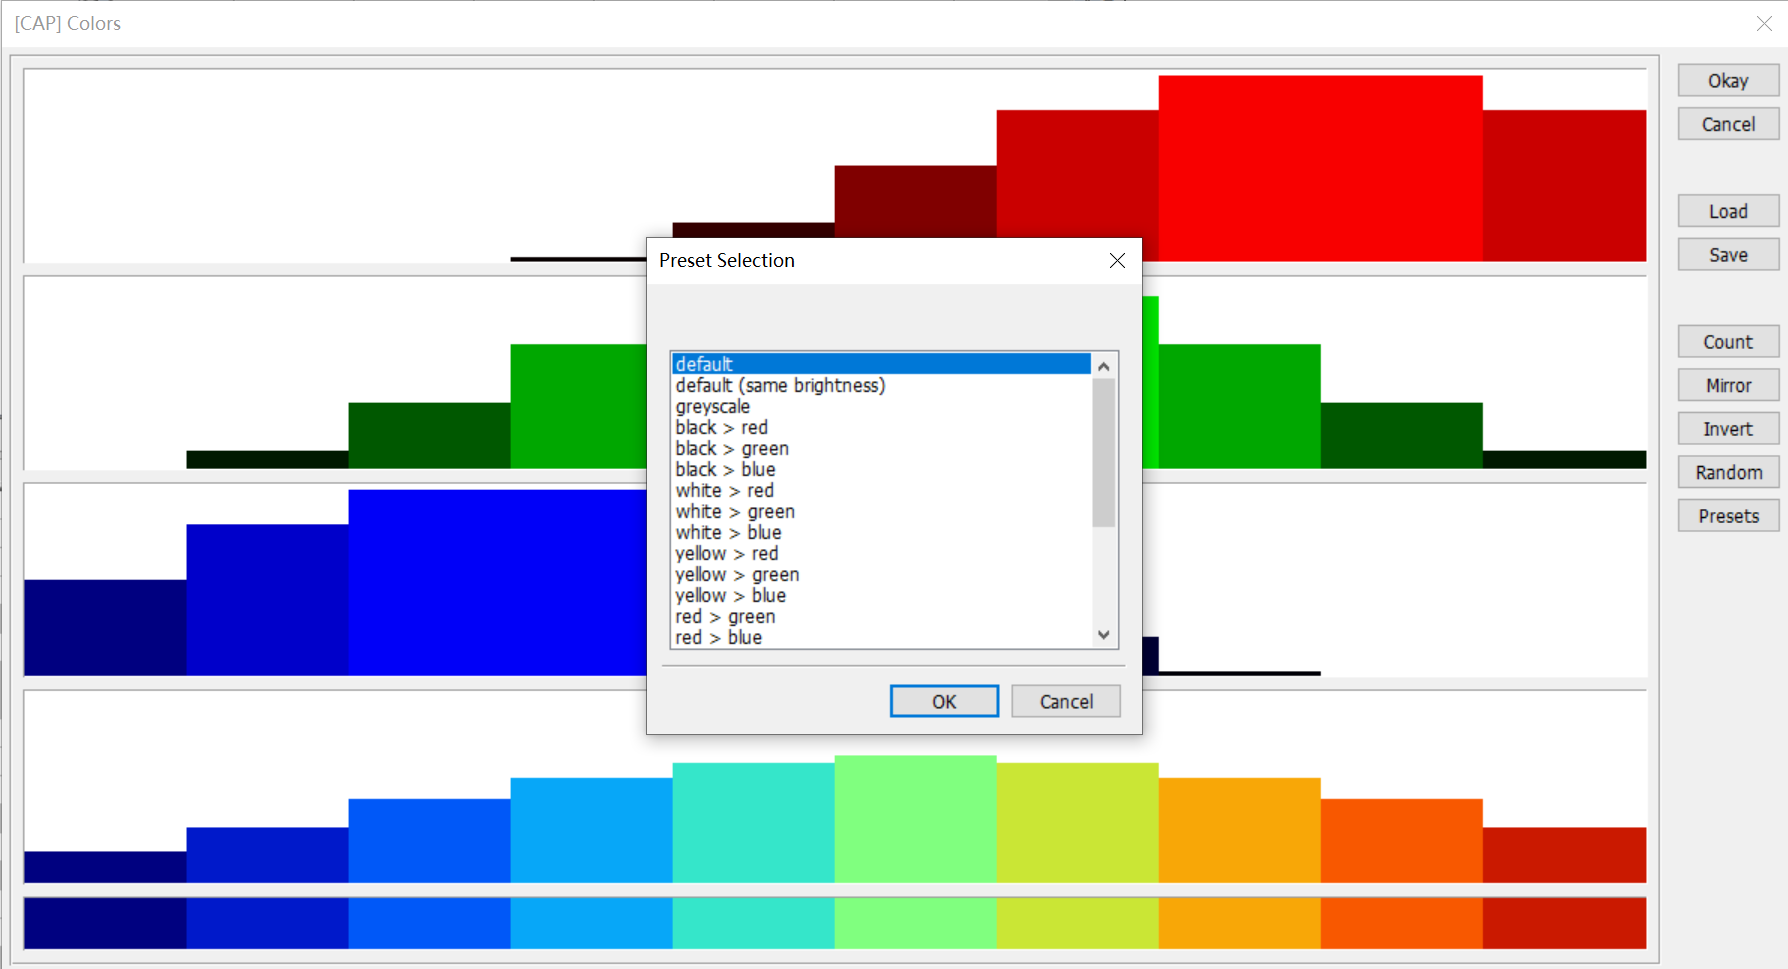 [CAP] Colors
Okay
Cancel
Load
Save
Count
Mirror
Invert
Random
Presets
Preset Selection
default
default (same brightness)
greyscale
black > red
black > green
black > blue
white > red
white > green
white > blue
yellow > red
yellow > green
yellow > blue
red > green
red > blue
OK
Cancel